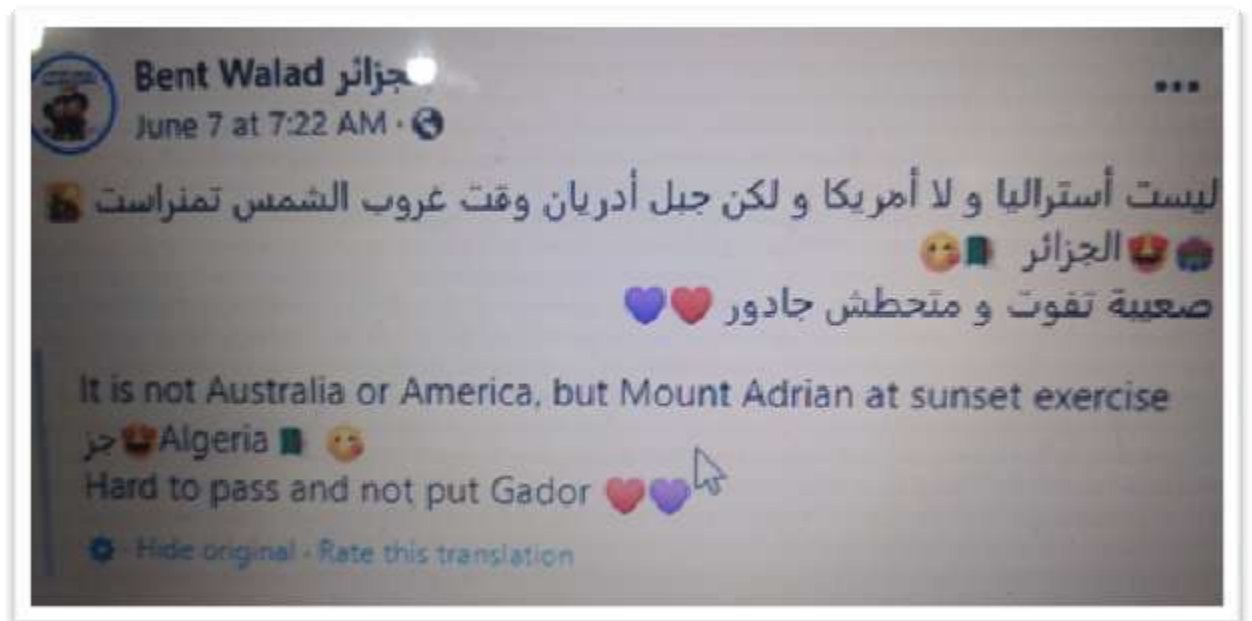 Bent Walad جزائر
June 7 at 7:22 AM ·
ليست أستراليا و لا أمريكا و لكن جبل أدريان وقت غروب الشمس تمنراست 🌇
🏟️🤩الجزائر 🇩🇿😋
صعيبة تفوت و متحطش جادور ❤️💜
It is not Australia or America, but Mount Adrian at sunset exercise
جز🤩Algeria 🇩🇿 😋
Hard to pass and not put Gador ❤️💜
Hide original · Rate this translation